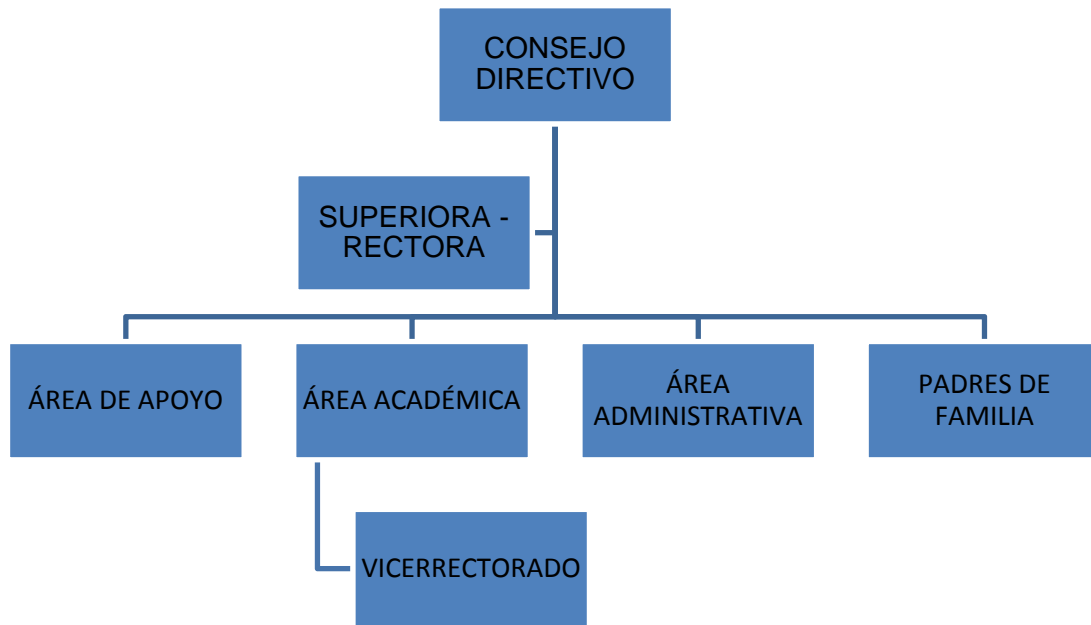 CONSEJO
DIRECTIVO
SUPERIORA -
RECTORA
ÁREA DE APOYO
ÁREA ACADÉMICA
ÁREA
ADMINISTRATIVA
PADRES DE
FAMILIA
VICERRECTORADO